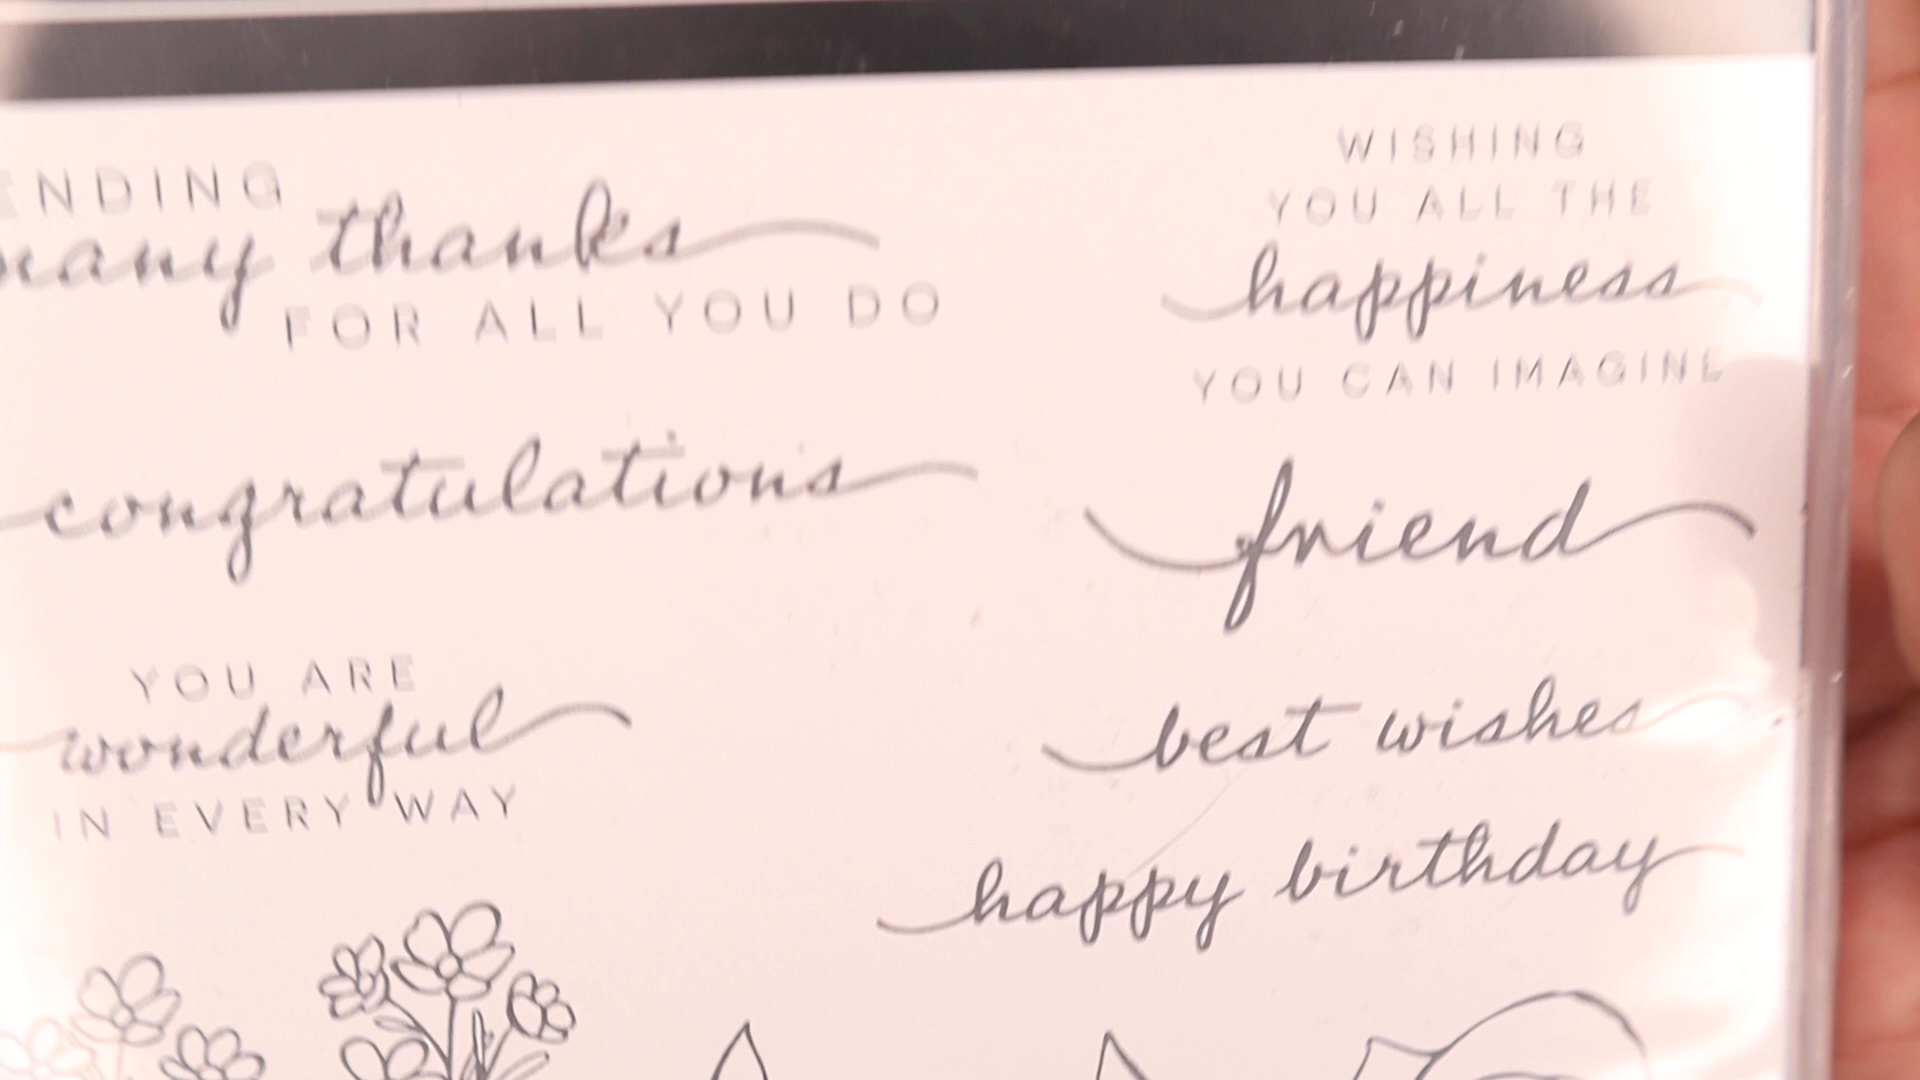 ENDING
many thanks
FOR ALL YOU DO
congratulations
YOU ARE
wonderful
IN EVERY WAY
WISHING
YOU ALL THE
happiness
YOU CAN IMAGINE
friend
best wishes
happy birthday